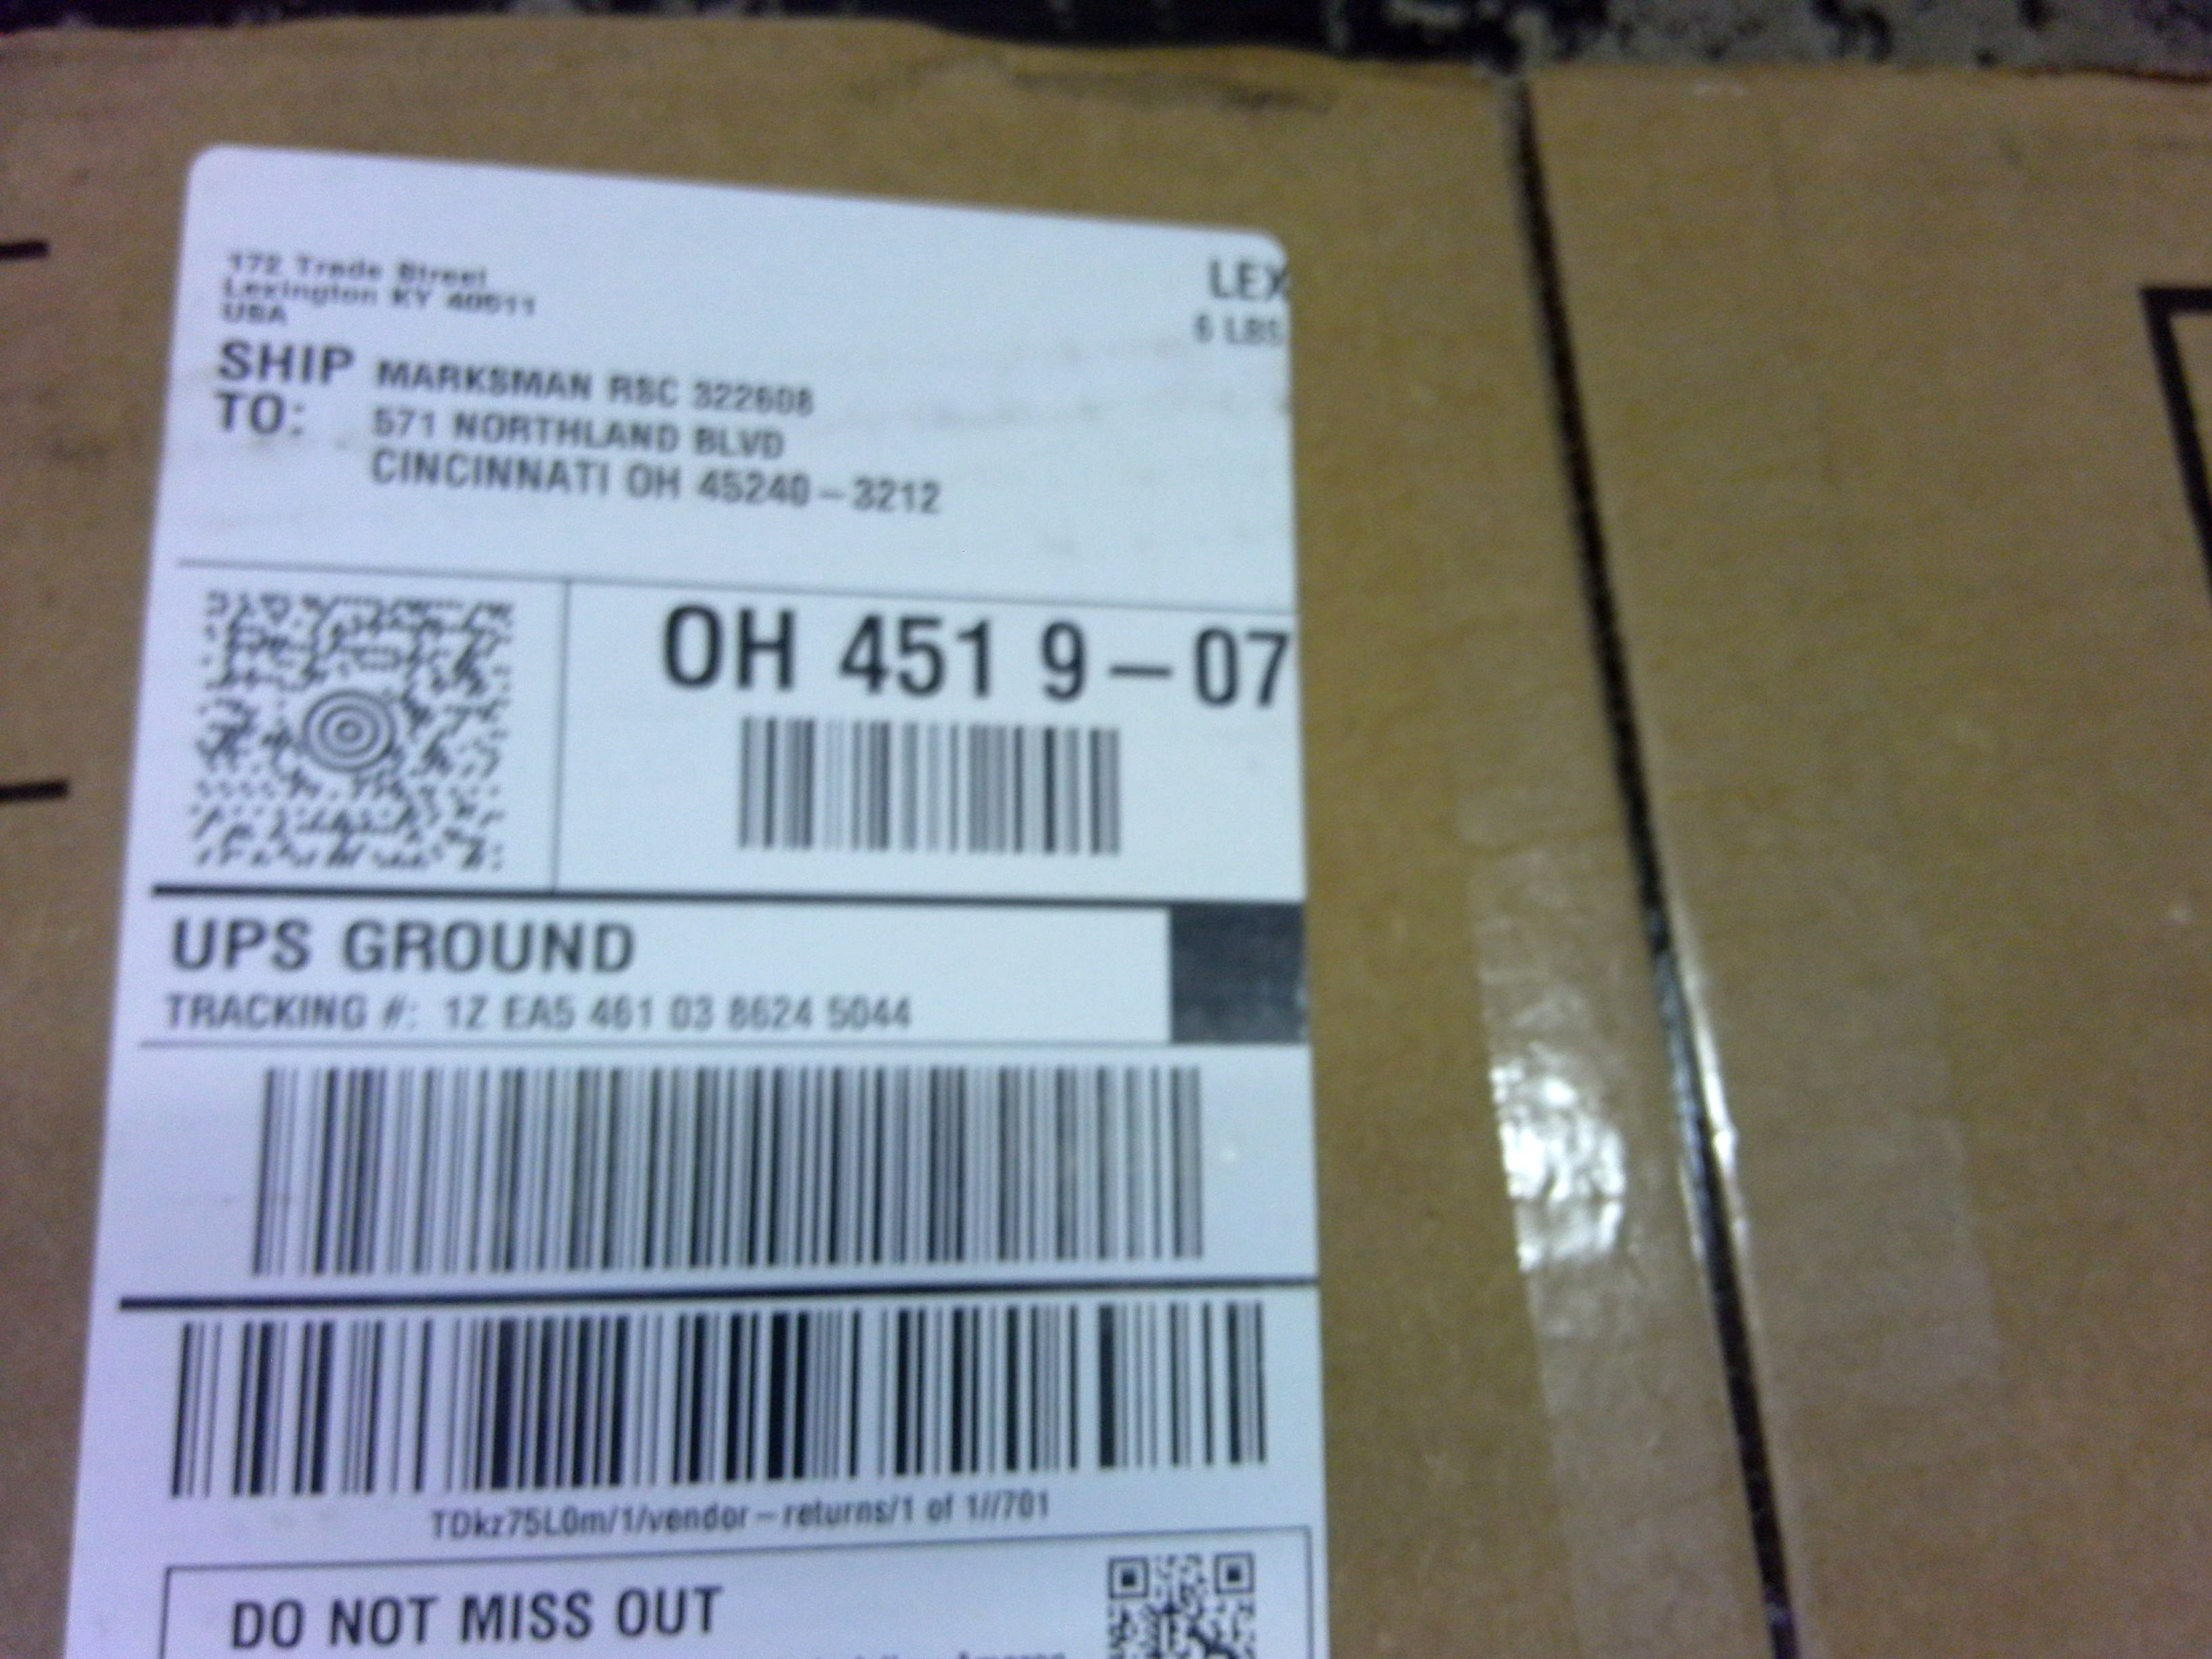 172 Trade Street
Lexington KY 40511
USA
LEX
6 LBS
SHIP TO:
MARKSMAN RSC 322608
571 NORTHLAND BLVD
CINCINNATI OH 45240-3212
OH 451 9-07
UPS GROUND
TRACKING #: 1Z EA5 461 03 8624 5044
TDkz75L0m/1/vendor-returns/1 of 1//701
DO NOT MISS OUT